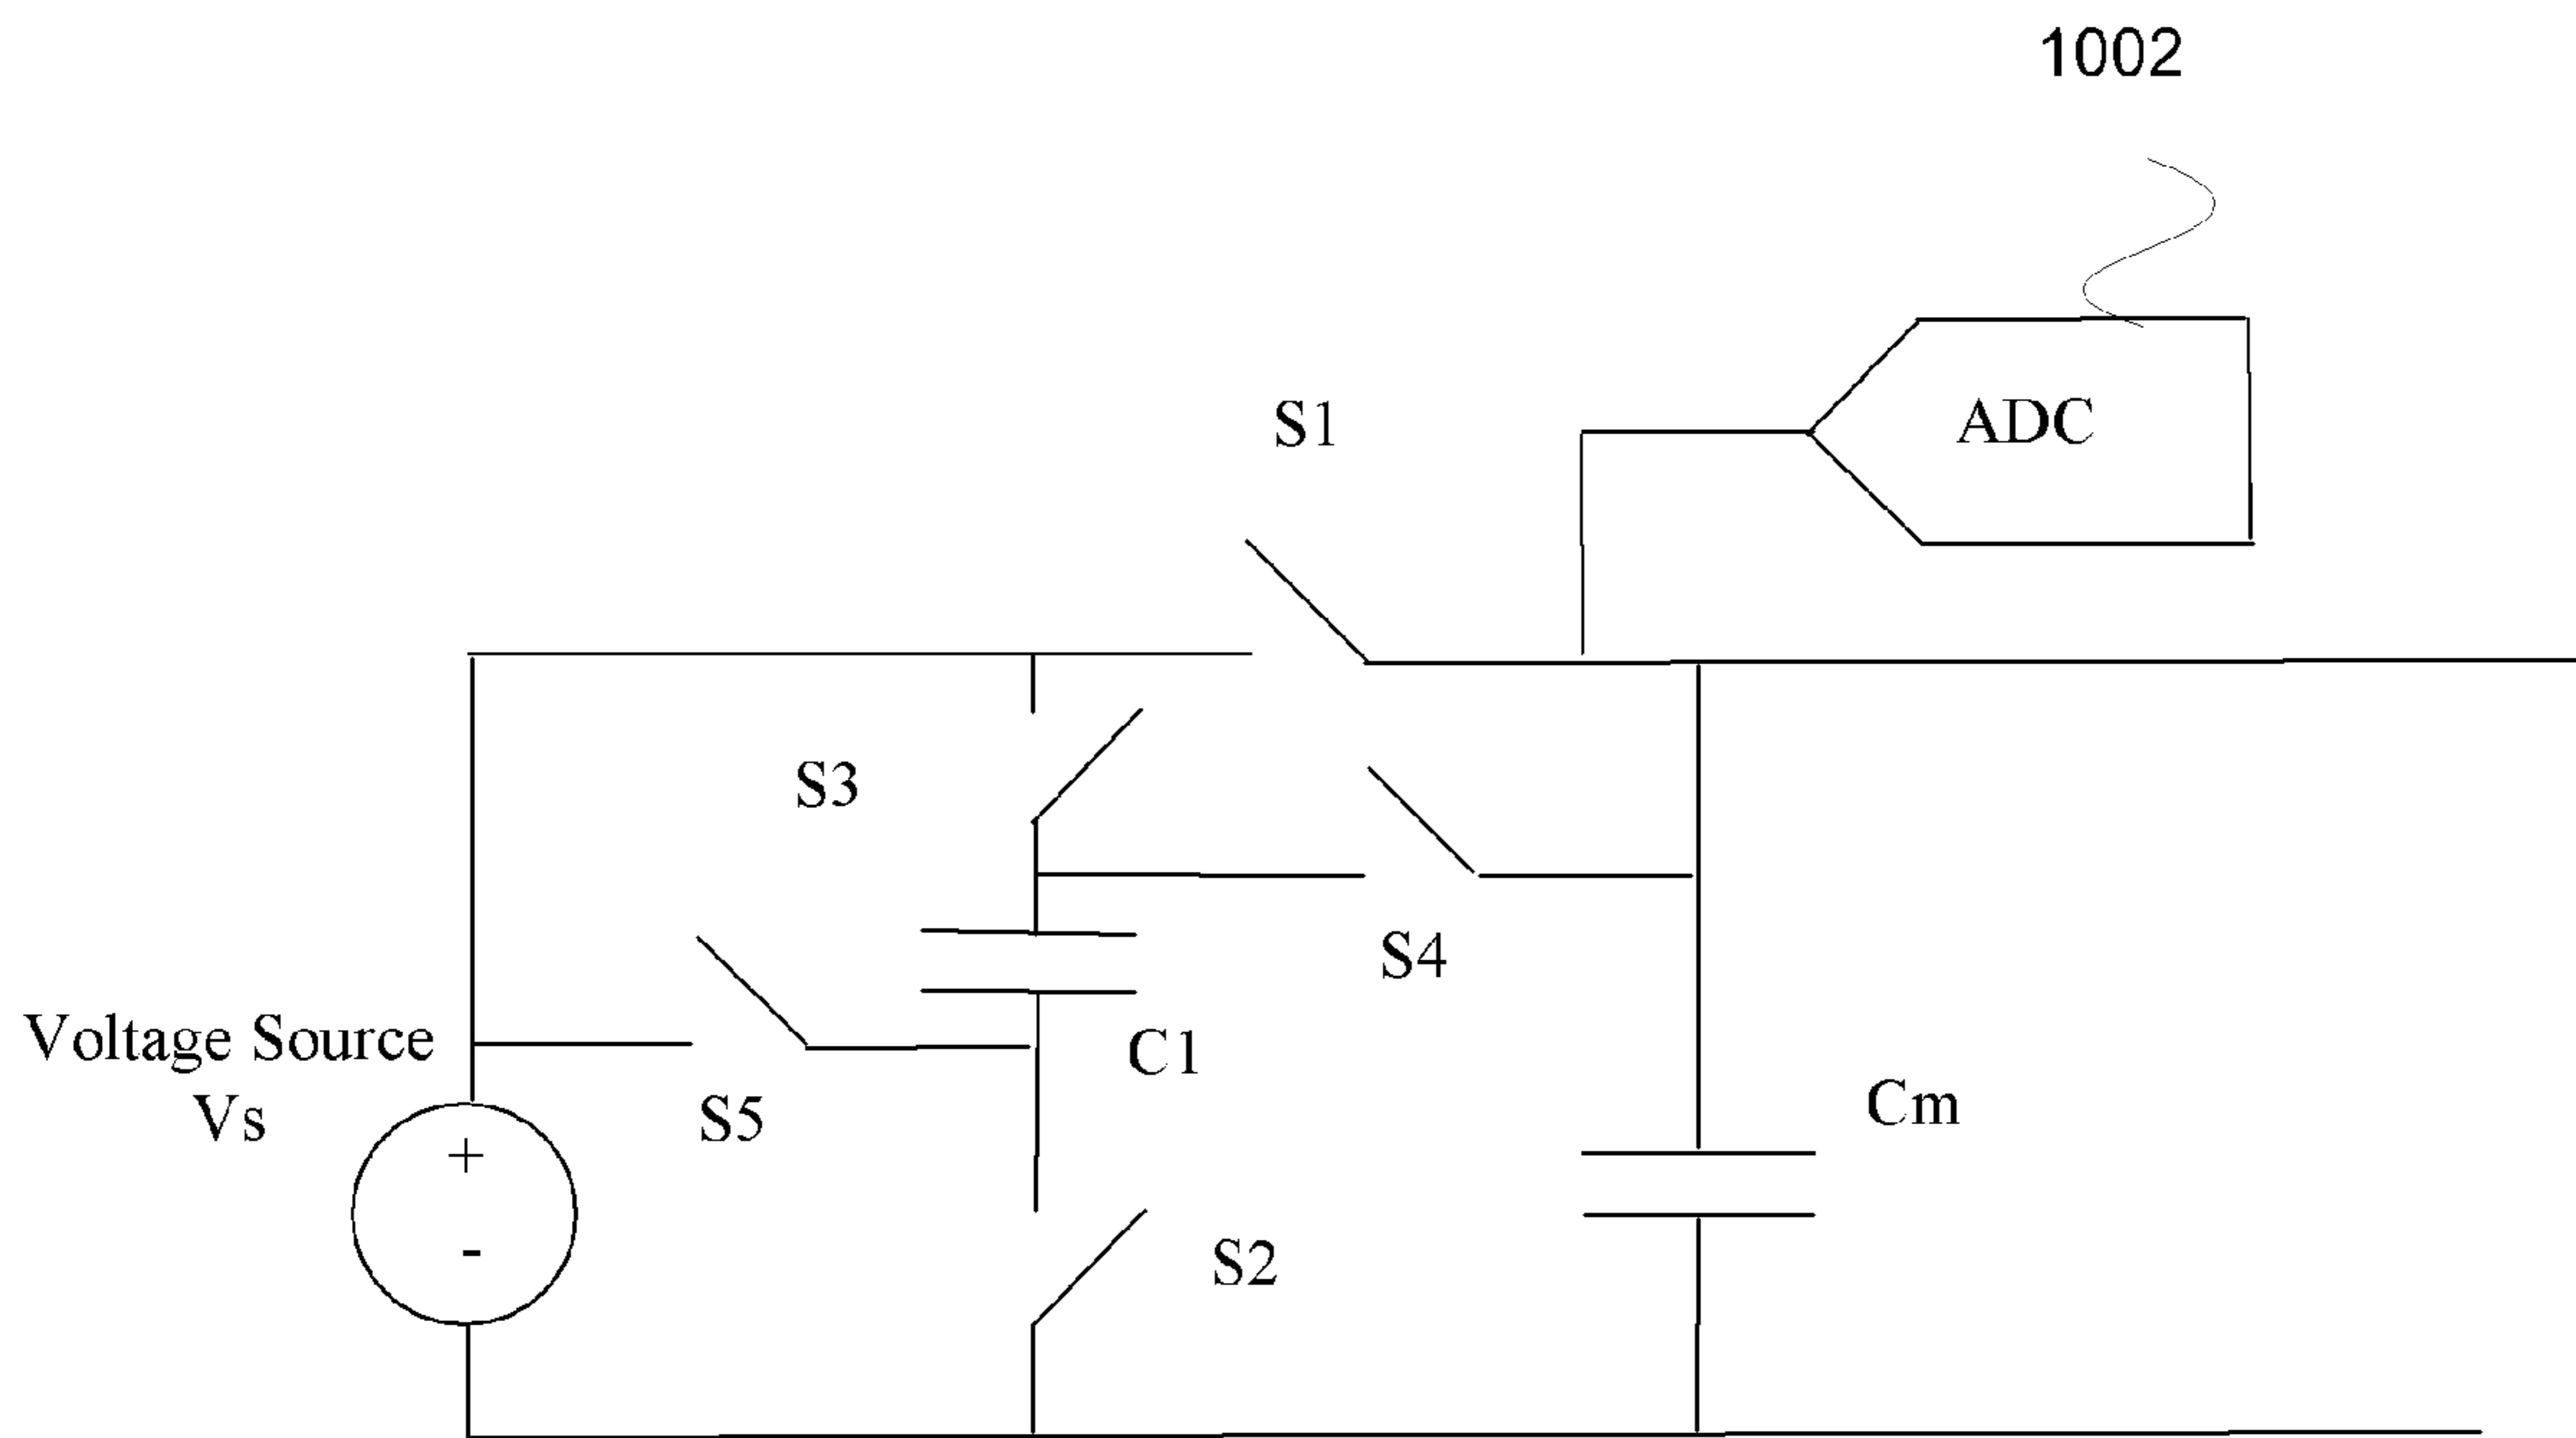 1002
ADC
S1
S3
S4
Voltage Source
Vs
S5
C1
Cm
+
-
S2